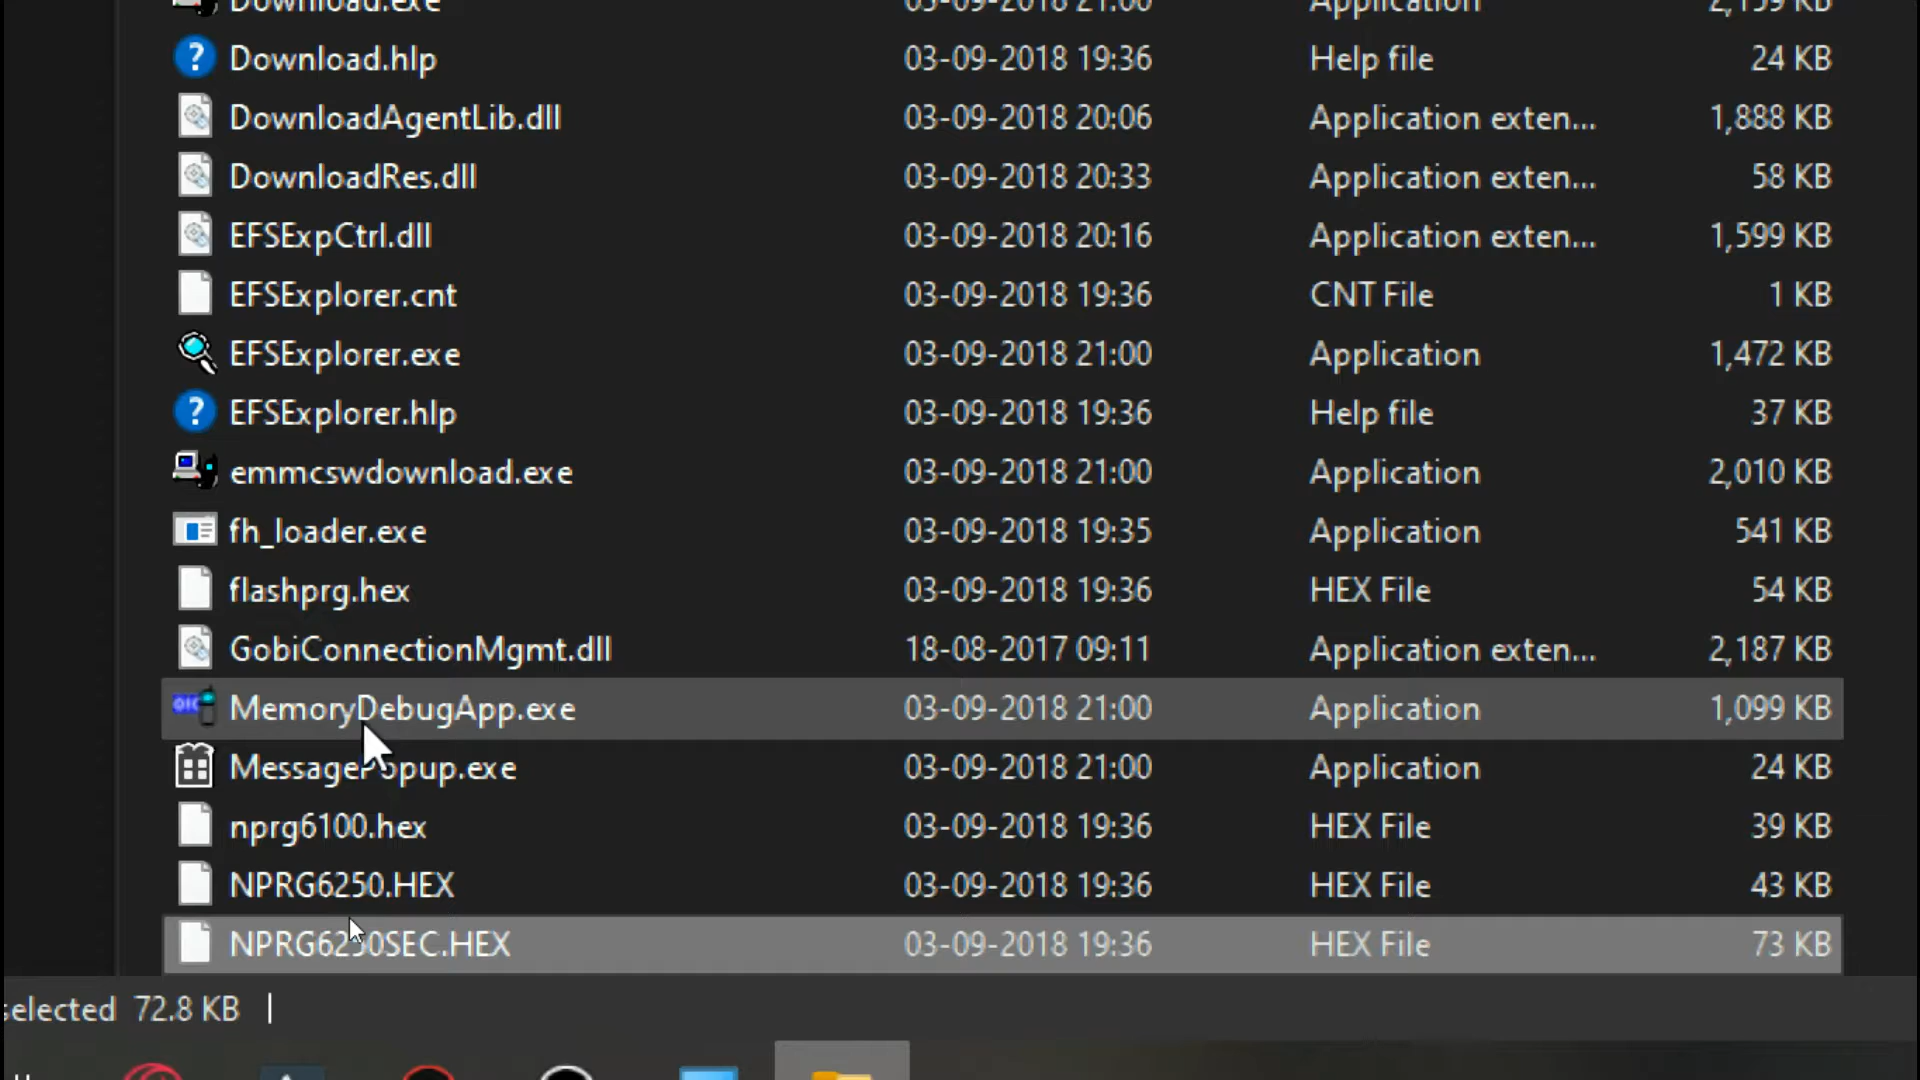 Download.exe 03-09-2018 21:00 Application 2,159 KB
Download.hlp 03-09-2018 19:36 Help file 24 KB
DownloadAgentLib.dll 03-09-2018 20:06 Application exten... 1,888 KB
DownloadRes.dll 03-09-2018 20:33 Application exten... 58 KB
EFSExpCtrl.dll 03-09-2018 20:16 Application exten... 1,599 KB
EFSExplorer.cnt 03-09-2018 19:36 CNT File 1 KB
EFSExplorer.exe 03-09-2018 21:00 Application 1,472 KB
EFSExplorer.hlp 03-09-2018 19:36 Help file 37 KB
emmcswdownload.exe 03-09-2018 21:00 Application 2,010 KB
fh_loader.exe 03-09-2018 19:35 Application 541 KB
flashprg.hex 03-09-2018 19:36 HEX File 54 KB
GobiConnectionMgmt.dll 18-08-2017 09:11 Application exten... 2,187 KB
MemoryDebugApp.exe 03-09-2018 21:00 Application 1,099 KB
MessagePopup.exe 03-09-2018 21:00 Application 24 KB
nprg6100.hex 03-09-2018 19:36 HEX File 39 KB
NPRG6250.HEX 03-09-2018 19:36 HEX File 43 KB
NPRG6250SEC.HEX 03-09-2018 19:36 HEX File 73 KB
selected 72.8 KB